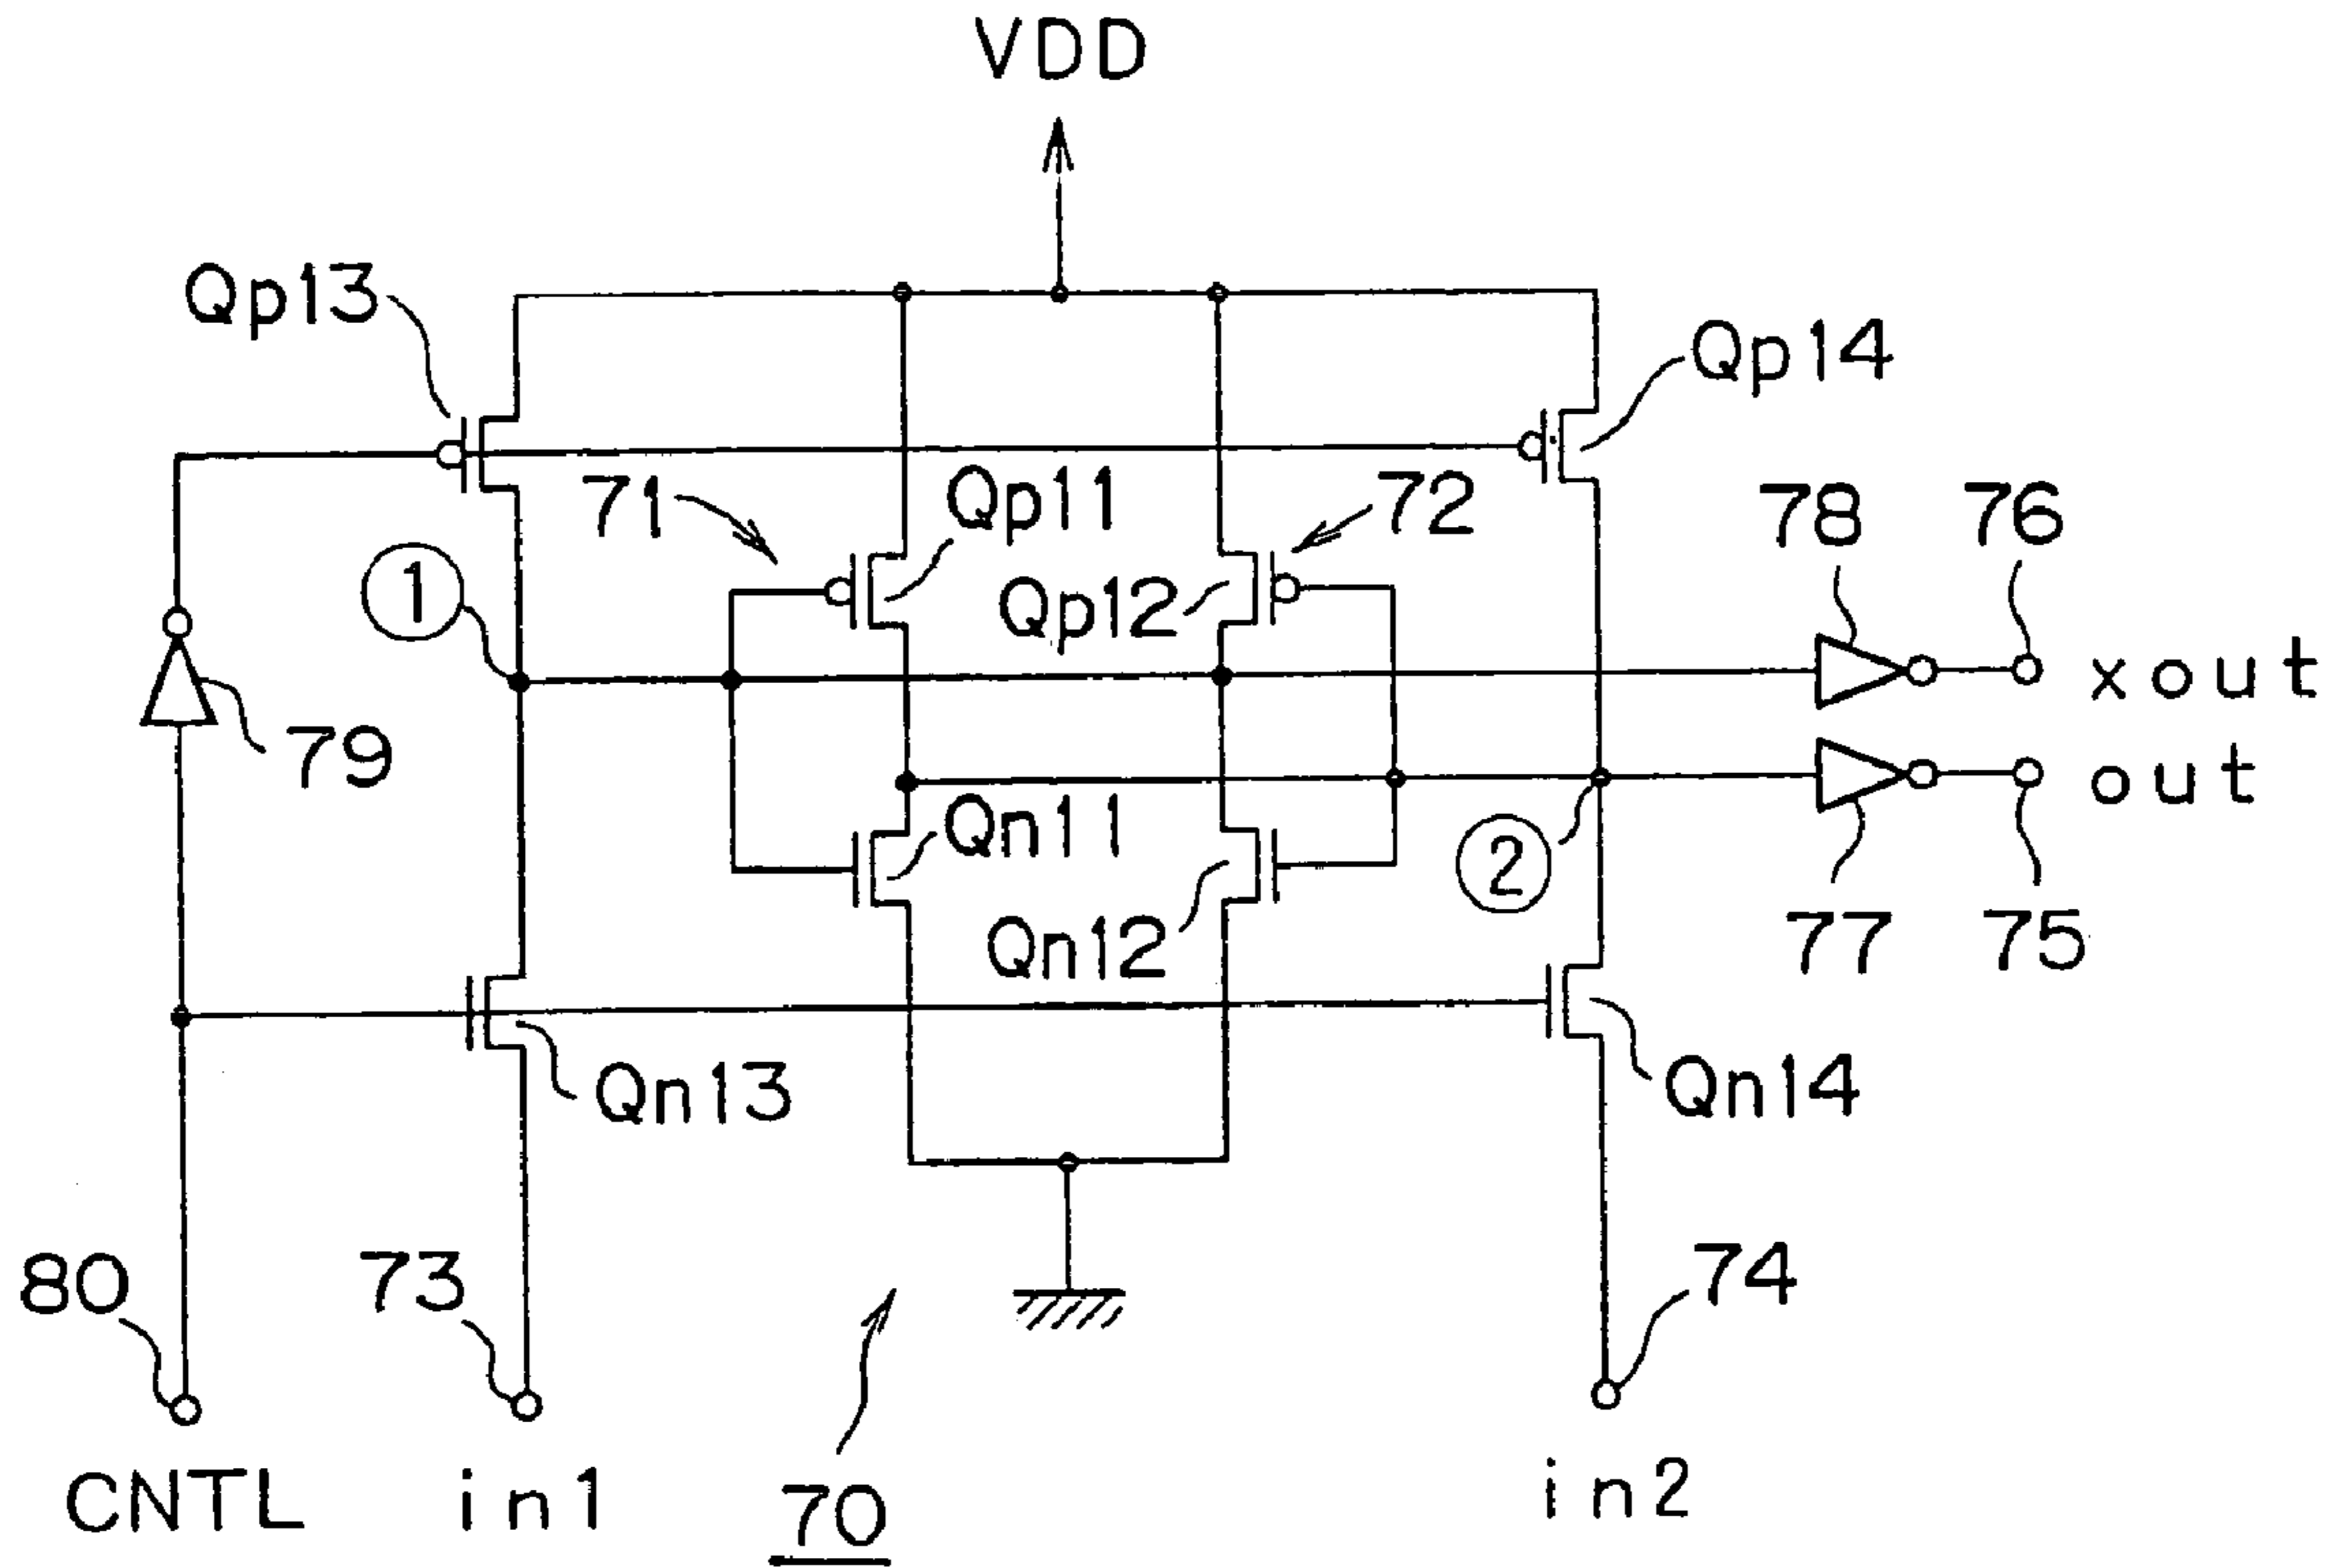 VDD
Qp13
Qp14
71
Qp11
72
78
76
①
Qp12
xout
79
out
Qn11
②
Qn12
77
75
Qn13
Qn14
80
73
74
CNTL
in1
70
in2